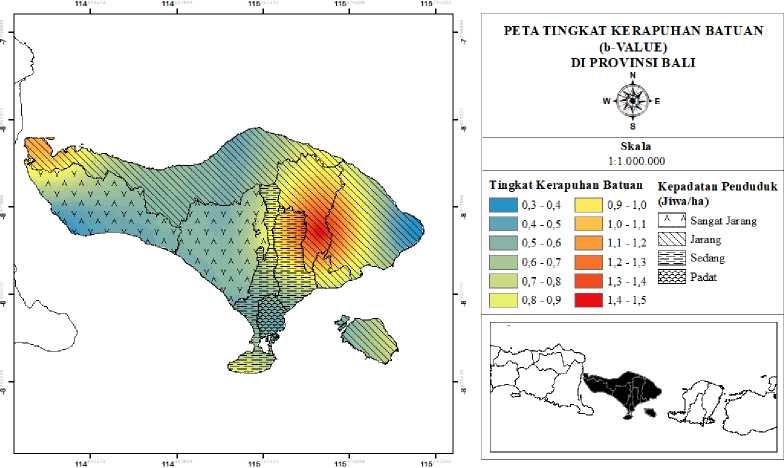 114
114
115
115
115
-7
-8
-8
-8
-8
114
114
115
115
115
PETA TINGKAT KERAPUHAN BATUAN
(b-VALUE)
DI PROVINSI BALI
N
W E
S
Skala
1:1.000.000
Tingkat Kerapuhan Batuan
0,3 - 0,4
0,4 - 0,5
0,5 - 0,6
0,6 - 0,7
0,7 - 0,8
0,8 - 0,9
0,9 - 1,0
1,0 - 1,1
1,1 - 1,2
1,2 - 1,3
1,3 - 1,4
1,4 - 1,5
Kepadatan Penduduk
(Jiwa/ha)
Sangat Jarang
Jarang
Sedang
Padat